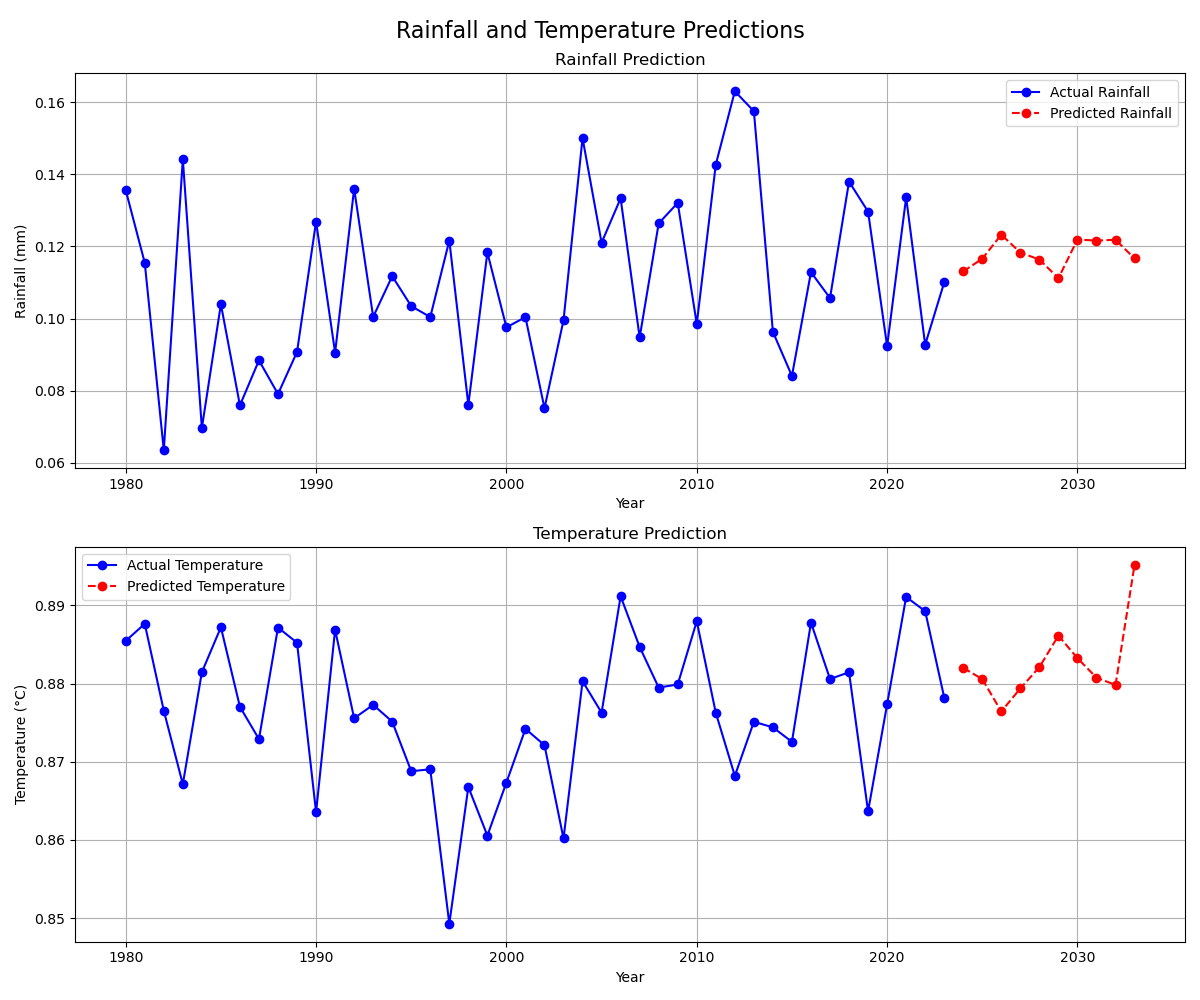 Rainfall and Temperature Predictions
Rainfall Prediction
Actual Rainfall
Predicted Rainfall
Rainfall (mm)
0.16
0.14
0.12
0.10
0.08
0.06
1980 1990 2000 2010 2020 2030
Year
Temperature Prediction
Actual Temperature
Predicted Temperature
Temperature (°C)
0.89
0.88
0.87
0.86
0.85
1980 1990 2000 2010 2020 2030
Year